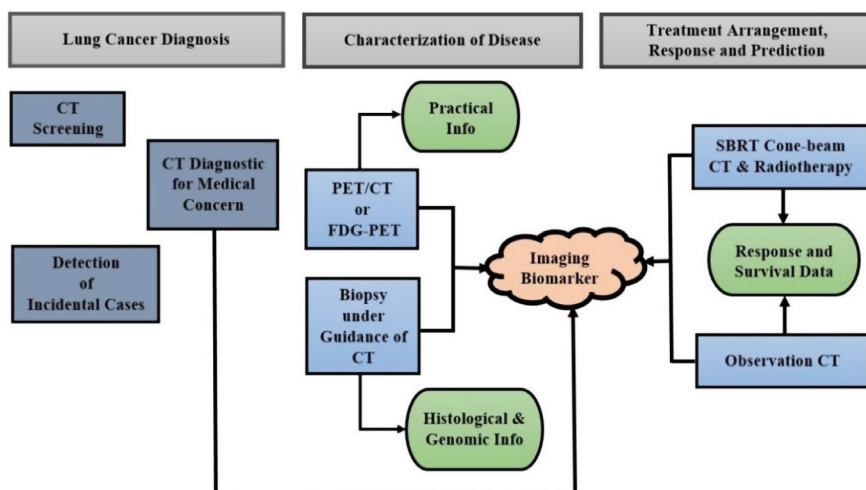 Lung Cancer Diagnosis
Characterization of Disease
Treatment Arrangement,
Response and Prediction
CT
Screening
CT Diagnostic
for Medical
Concern
Detection
of
Incidental Cases
Practical
Info
PET/CT
or
FDG-PET
Biopsy
under
Guidance of
CT
Histological &
Genomic Info
Imaging
Biomarker
SBRT Cone-beam
CT & Radiotherapy
Response and
Survival Data
Observation CT